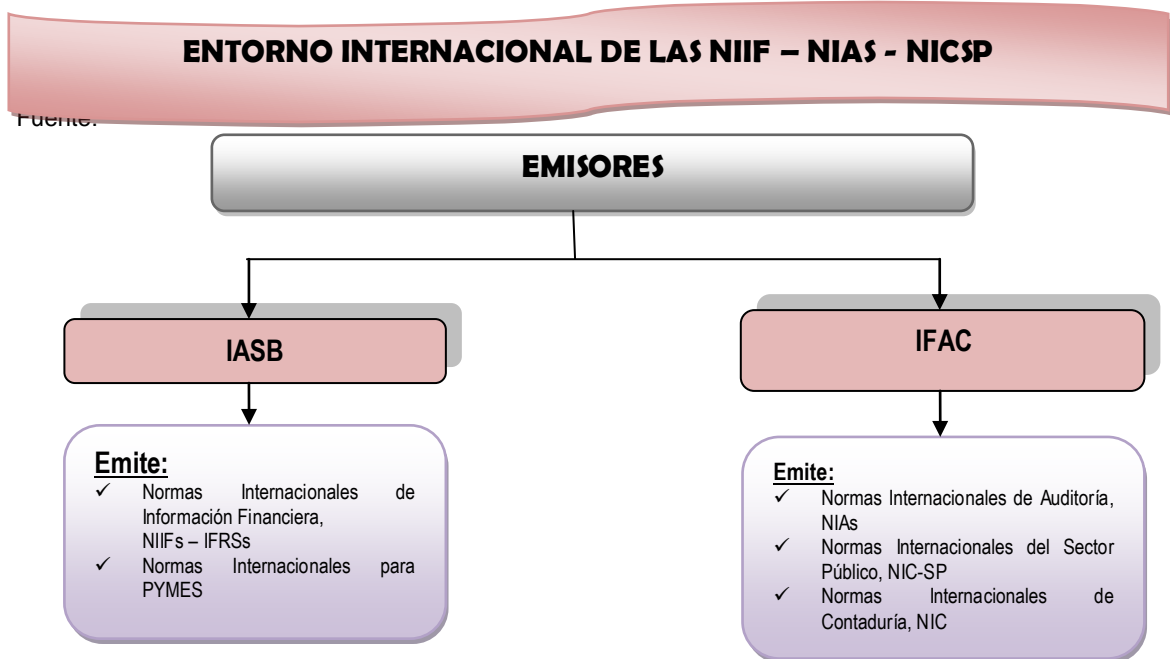 ENTORNO INTERNACIONAL DE LAS NIIF – NIAS - NICSP
Fuente:
EMISORES
IASB
IFAC
Emite:
✓ Normas Internacionales de
Información Financiera,
NIIFs – IFRSs
✓ Normas Internacionales para
PYMES
Emite:
✓ Normas Internacionales de Auditoría,
NIAs
✓ Normas Internacionales del Sector
Público, NIC-SP
✓ Normas Internacionales de
Contaduría, NIC